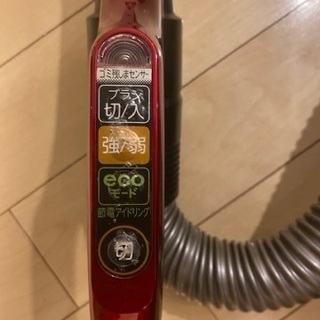 ゴミ残しまセンサー
ブラシ
切/入
強/弱
eco
モード
節電アイドリング
切